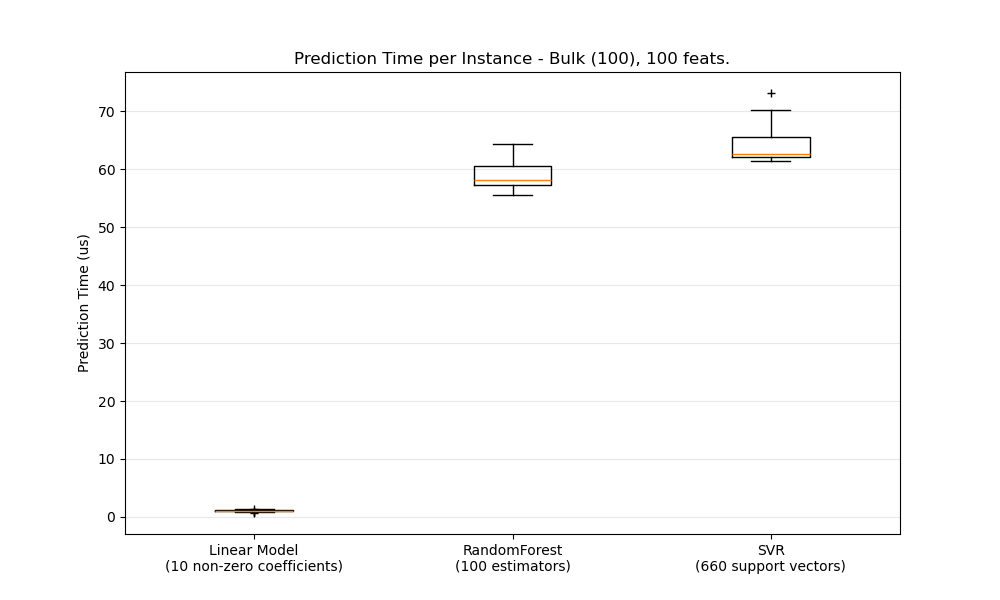 Prediction Time per Instance - Bulk (100), 100 feats.
Prediction Time (us)
70
60
50
40
30
20
10
0
Linear Model
(10 non-zero coefficients)
RandomForest
(100 estimators)
SVR
(660 support vectors)